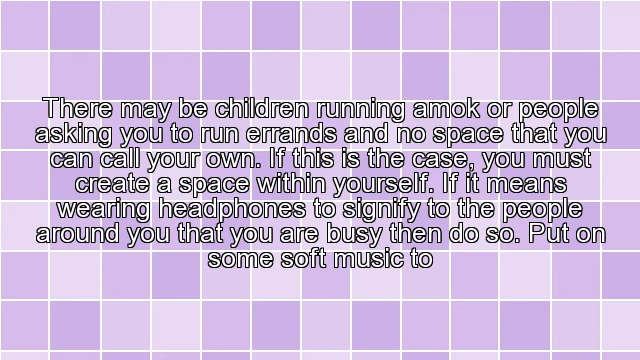 There may be children running amok or people
asking you to run errands and no space that you
can call your own. If this is the case, you must
create a space within yourself. If it means
wearing headphones to signify to the people
around you that you are busy then do so. Put on
some soft music to